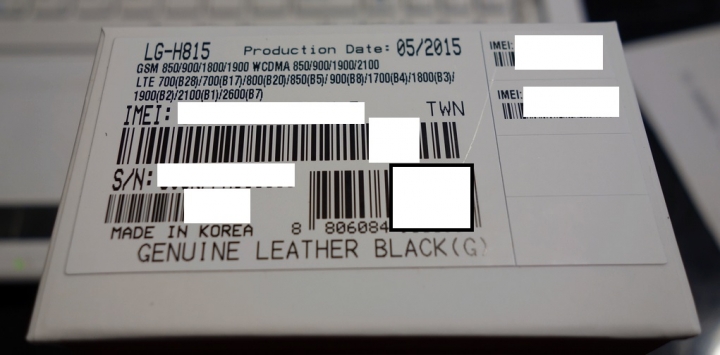 LG-H815 Production Date: 05/2015
GSM 850/900/1800/1900 WCDMA 850/900/1900/2100
LTE 700(B28)/700(B17)/800(B20)/850(B5)/900(B8)/1700(B4)/1800(B3)/
1900(B2)/2100(B1)/2600(B7)
IMEI: TWN
S/N:
MADE IN KOREA 8 806084
GENUINE LEATHER BLACK(G)
IMEI:
IMEI: